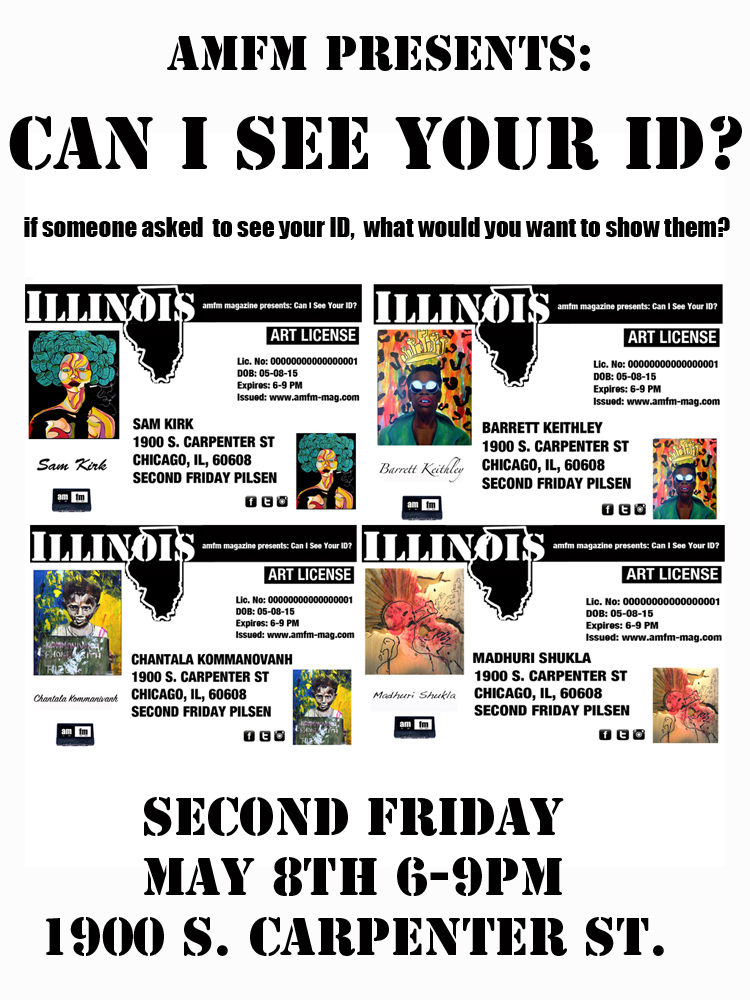 AMFM PRESENTS:
CAN I SEE YOUR ID?
if someone asked to see your ID, what would you want to show them?
ILLINOIS amfm magazine presents: Can I See Your ID?
ART LICENSE
Lic. No: 00000000000000001
DOB: 05-08-15
Expires: 6-9 PM
Issued: www.amfm-mag.com
SAM KIRK
1900 S. CARPENTER ST
CHICAGO, IL, 60608
SECOND FRIDAY PILSEN
Sam Kirk
am fm
ILLINOIS amfm magazine presents: Can I See Your ID?
ART LICENSE
Lic. No: 00000000000000001
DOB: 05-08-15
Expires: 6-9 PM
Issued: www.amfm-mag.com
BARRETT KEITHLEY
1900 S. CARPENTER ST
CHICAGO, IL, 60608
SECOND FRIDAY PILSEN
Barrett Keithley
am fm
ILLINOIS amfm magazine presents: Can I See Your ID?
ART LICENSE
Lic. No: 00000000000000001
DOB: 05-08-15
Expires: 6-9 PM
Issued: www.amfm-mag.com
CHANTALA KOMMANOVANH
1900 S. CARPENTER ST
CHICAGO, IL, 60608
SECOND FRIDAY PILSEN
Chantala Kommanivanh
am fm
ILLINOIS amfm magazine presents: Can I See Your ID?
ART LICENSE
Lic. No: 00000000000000001
DOB: 05-08-15
Expires: 6-9 PM
Issued: www.amfm-mag.com
MADHURI SHUKLA
1900 S. CARPENTER ST
CHICAGO, IL, 60608
SECOND FRIDAY PILSEN
Madhuri Shukla
am fm
SECOND FRIDAY
MAY 8TH 6-9PM
1900 S. CARPENTER ST.